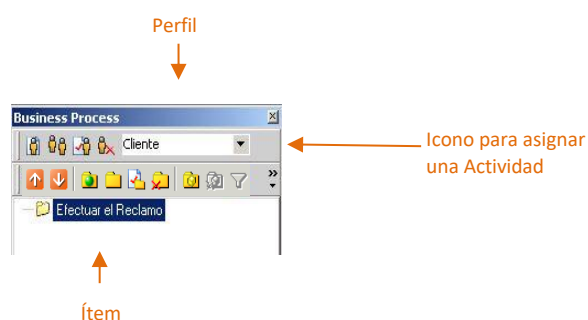 Perfil
Business Process
Cliente
Icono para asignar
una Actividad
Efectuar el Reclamo
Ítem